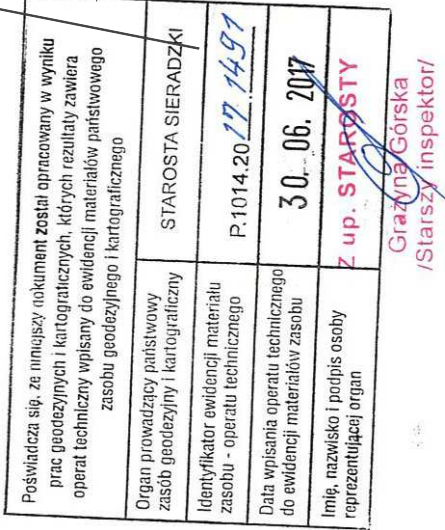 Poświadcza się, że niniejszy dokument został opracowany w wyniku
prac geodezyjnych i kartograficznych, których rezultaty zawiera
operat techniczny wpisany do ewidencji materiałów państwowego
zasobu geodezyjnego i kartograficznego
Organ prowadzący państwowy
zasób geodezyjny i kartograficzny
STAROSTA SIERADZKI
Identyfikator ewidencji materiału
zasobu - operatu technicznego
P.1014.2017.1491
Data wpisania operatu technicznego
do ewidencji materiałów zasobu
30. 06. 2017
Imię, nazwisko i podpis osoby
reprezentującej organ
Z up. STAROSTY
Grażyna Górska
/Starszy inspektor/